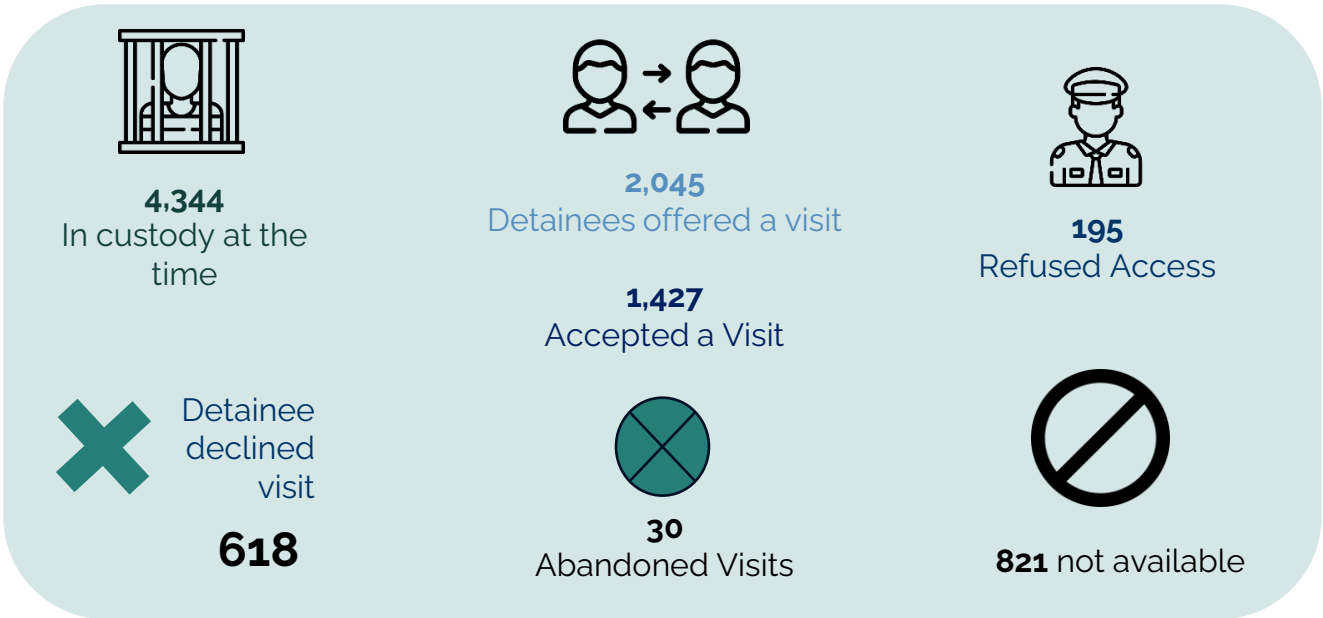 4,344
In custody at the
time
2,045
Detainees offered a visit
1,427
Accepted a Visit
195
Refused Access
Detainee
declined
visit
618
30
Abandoned Visits
821 not available